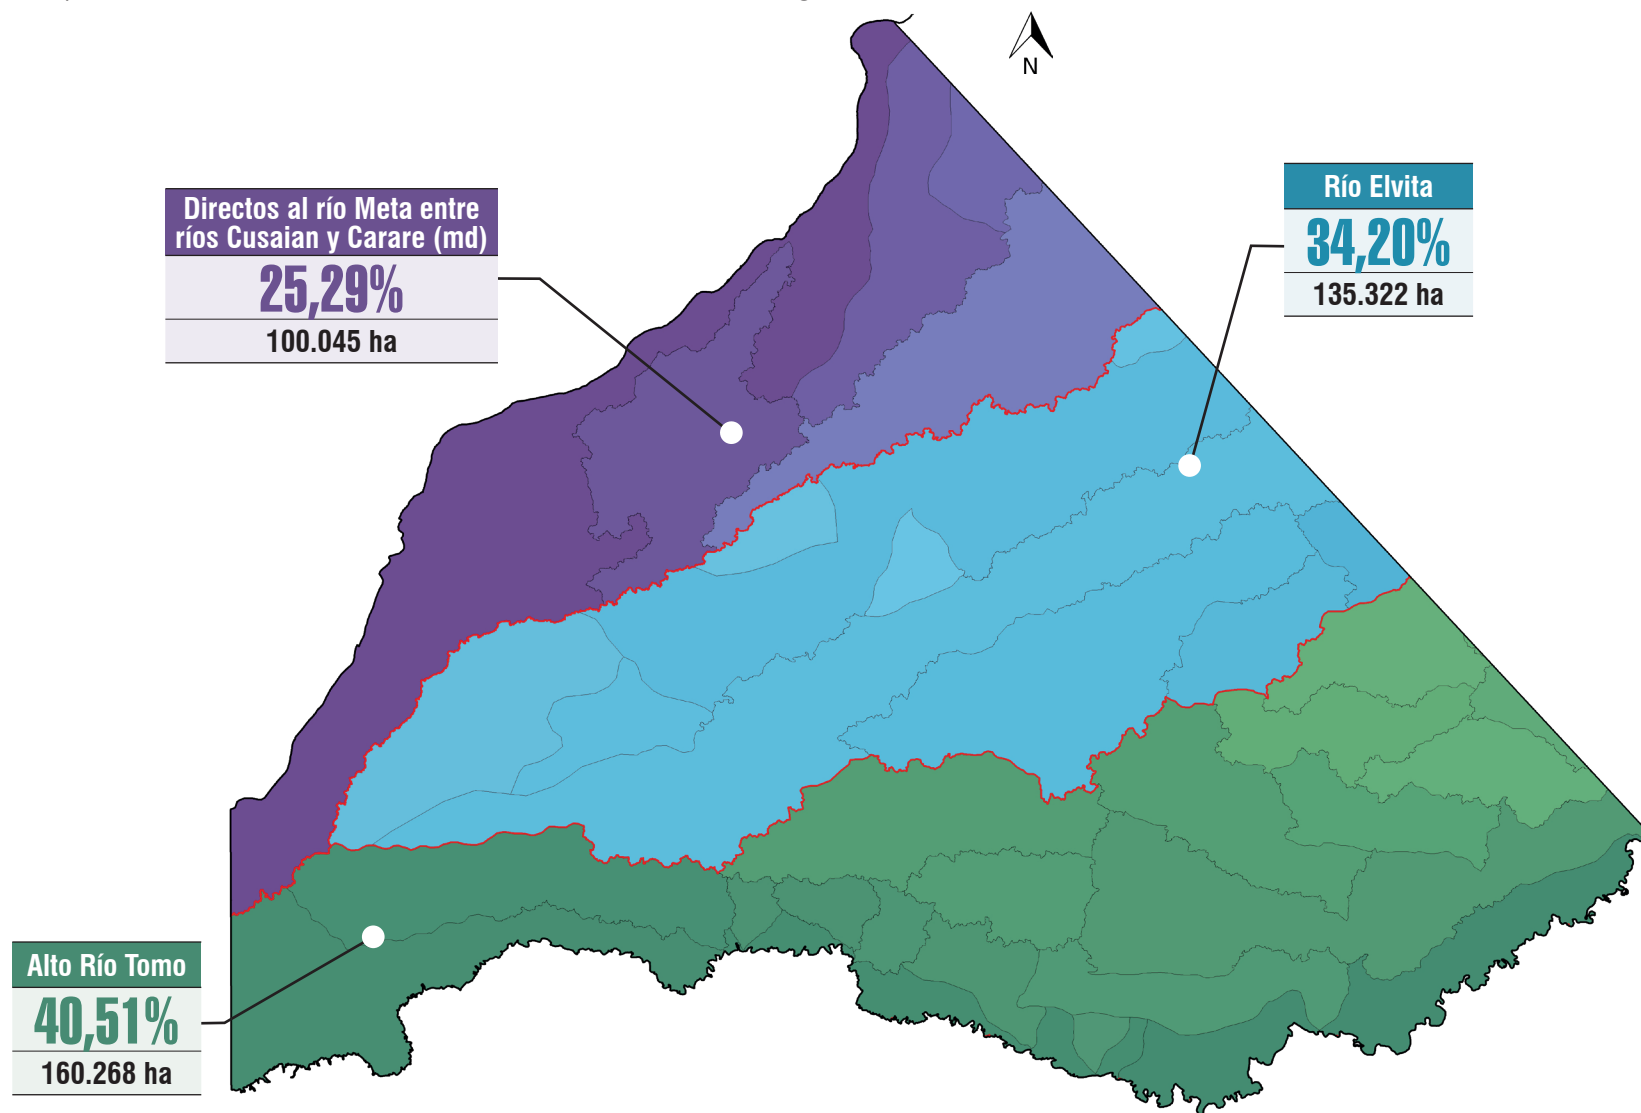 N
Directos al río Meta entre
ríos Cusaian y Carare (md)
25,29%
100.045 ha
Río Elvita
34,20%
135.322 ha
Alto Río Tomo
40,51%
160.268 ha